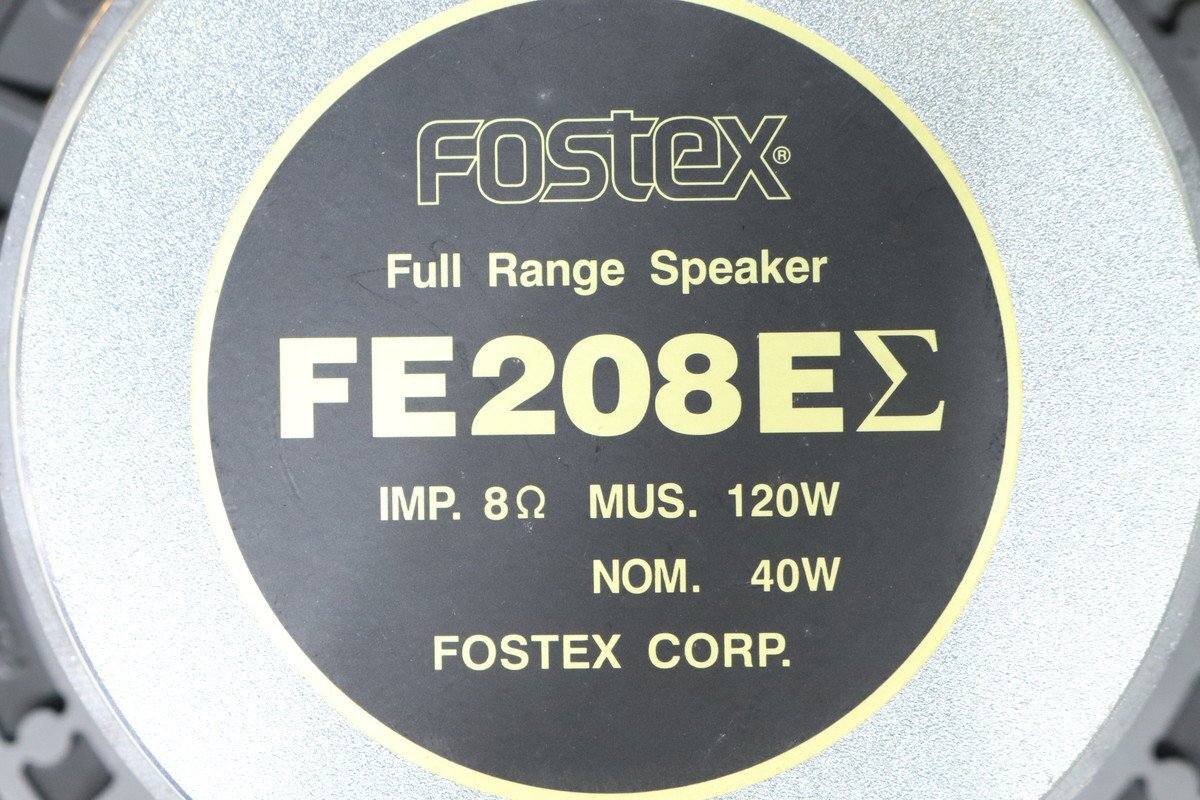 FOSTEX®
Full Range Speaker
FE208EΣ
IMP. 8Ω MUS. 120W
NOM. 40W
FOSTEX CORP.